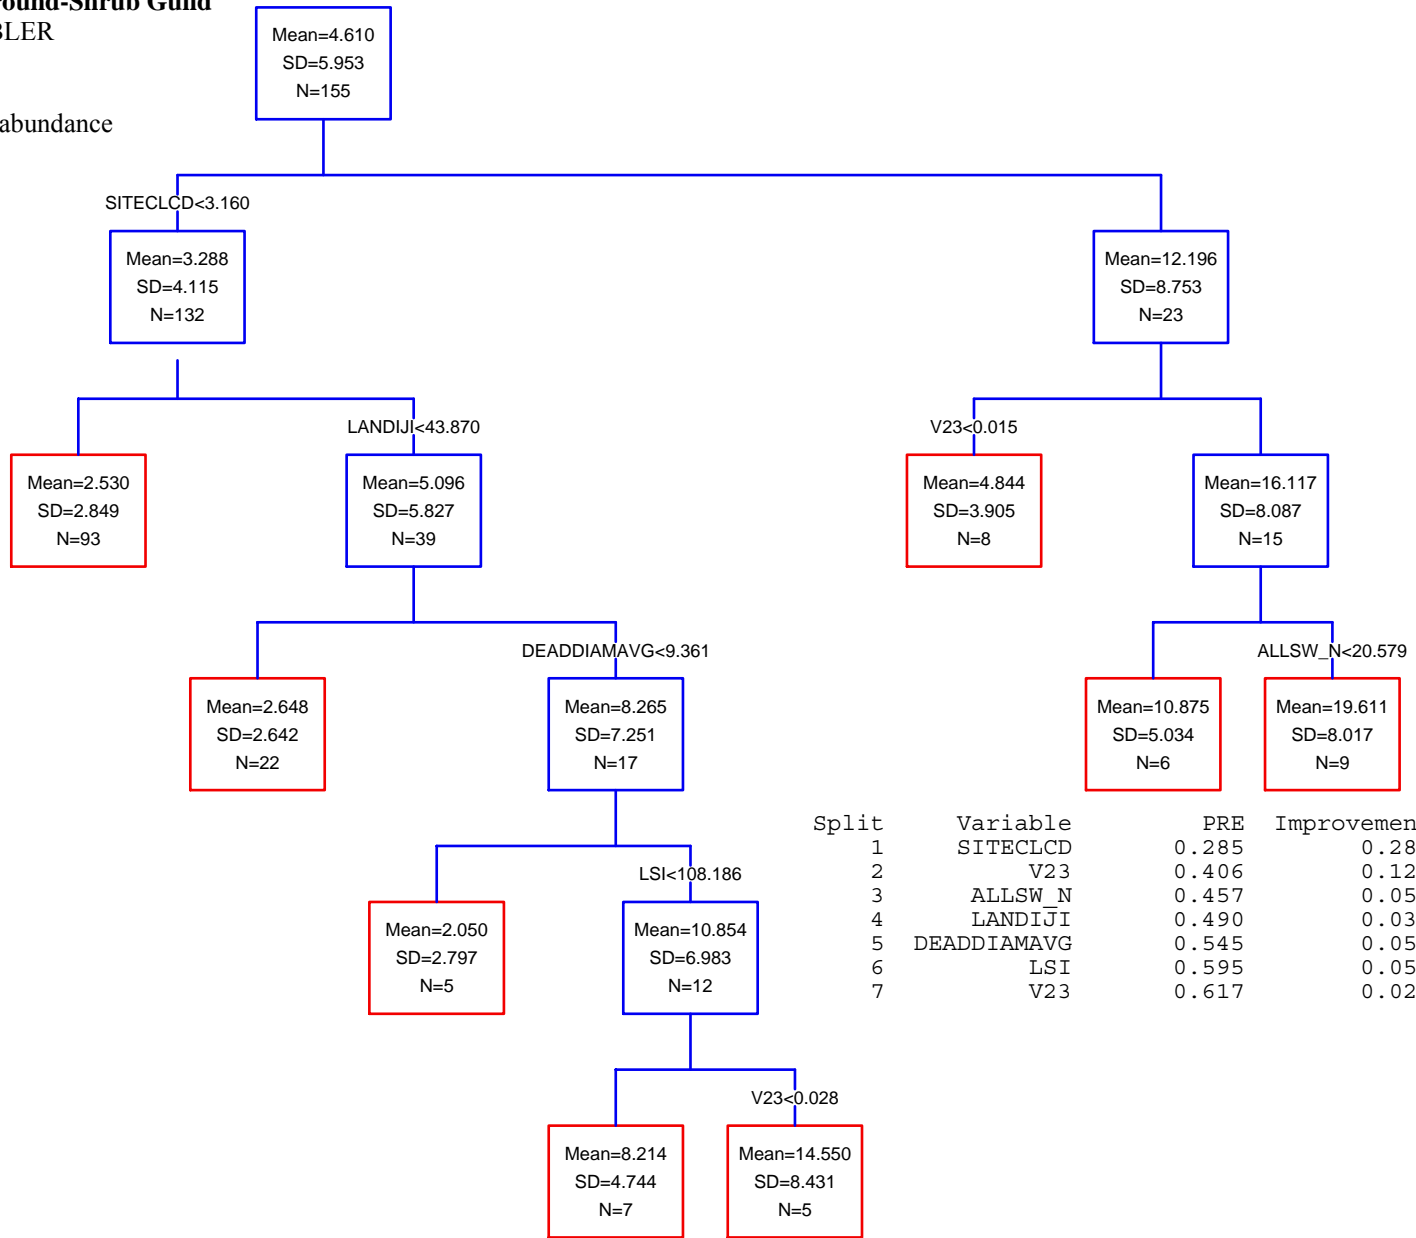 Shrub Guild
abundance
Mean=4.610
SD=5.953
N=155
SITECLCD<3.160
Mean=3.288
SD=4.115
N=132
Mean=12.196
SD=8.753
N=23
LANDIJI<43.870
V23<0.015
Mean=2.530
SD=2.849
N=93
Mean=5.096
SD=5.827
N=39
Mean=4.844
SD=3.905
N=8
Mean=16.117
SD=8.087
N=15
DEADDIAMAVG<9.361
ALLSW_N<20.579
Mean=2.648
SD=2.642
N=22
Mean=8.265
SD=7.251
N=17
Mean=10.875
SD=5.034
N=6
Mean=19.611
SD=8.017
N=9
Split Variable PRE Improvemen
1 SITECLCD 0.285 0.28
2 V23 0.406 0.12
3 ALLSW_N 0.457 0.05
4 LANDIJI 0.490 0.03
5 DEADDIAMAVG 0.545 0.05
6 LSI 0.595 0.05
7 V23 0.617 0.02
LSI<108.186
Mean=2.050
SD=2.797
N=5
Mean=10.854
SD=6.983
N=12
V23<0.028
Mean=8.214
SD=4.744
N=7
Mean=14.550
SD=8.431
N=5